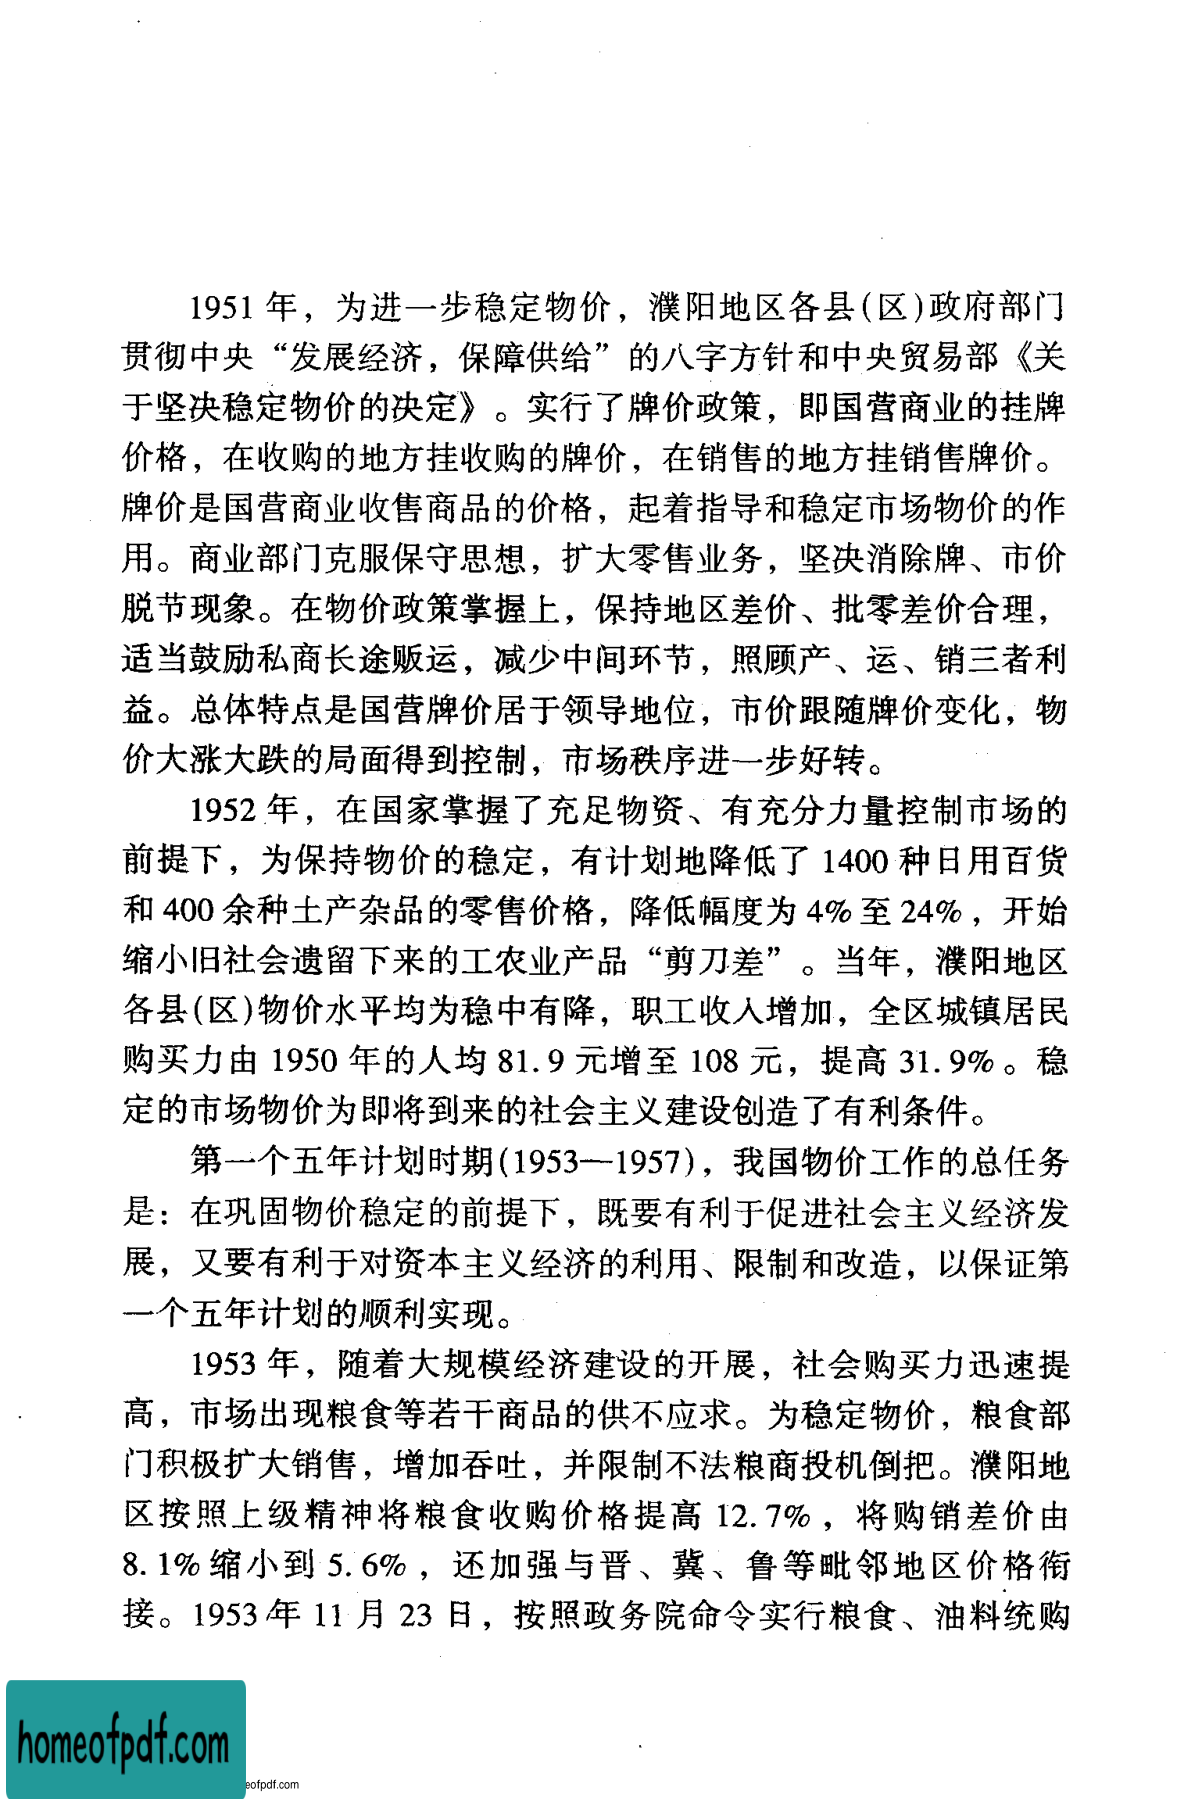 1951 年，为进一步稳定物价，濮阳地区各县(区)政府部门
贯彻中央“发展经济，保障供给”的八字方针和中央贸易部《关
于坚决稳定物价的决定》。实行了牌价政策，即国营商业的挂牌
价格，在收购的地方挂收购的牌价，在销售的地方挂销售牌价。
牌价是国营商业收售商品的价格，起着指导和稳定市场物价的作
用。商业部门克服保守思想，扩大零售业务，坚决消除牌、市价
脱节现象。在物价政策掌握上，保持地区差价、批零差价合理，
适当鼓励私商长途贩运，减少中间环节，照顾产、运、销三者利
益。总体特点是国营牌价居于领导地位，市价跟随牌价变化，物
价大涨大跌的局面得到控制，市场秩序进一步好转。
1952 年，在国家掌握了充足物资、有充分力量控制市场的
前提下，为保持物价的稳定，有计划地降低了 1400 种日用百货
和 400 余种土产杂品的零售价格，降低幅度为 4% 至 24%，开始
缩小旧社会遗留下来的工农业产品“剪刀差”。当年，濮阳地区
各县(区)物价水平均为稳中有降，职工收入增加，全区城镇居民
购买力由 1950 年的人均 81.9 元增至 108 元，提高 31.9%。稳
定的市场物价为即将到来的社会主义建设创造了有利条件。
第一个五年计划时期(1953—1957)，我国物价工作的总任务
是：在巩固物价稳定的前提下，既要有利于促进社会主义经济发
展，又要有利于对资本主义经济的利用、限制和改造，以保证第
一个五年计划的顺利实现。
1953 年，随着大规模经济建设的开展，社会购买力迅速提
高，市场出现粮食等若干商品的供不应求。为稳定物价，粮食部
门积极扩大销售，增加吞吐，并限制不法粮商投机倒把。濮阳地
区按照上级精神将粮食收购价格提高 12.7%，将购销差价由
8.1% 缩小到 5.6%，还加强与晋、冀、鲁等毗邻地区价格衔
接。1953 年 11 月 23 日，按照政务院命令实行粮食、油料统购
homeofpdf.com
eofpdf.com